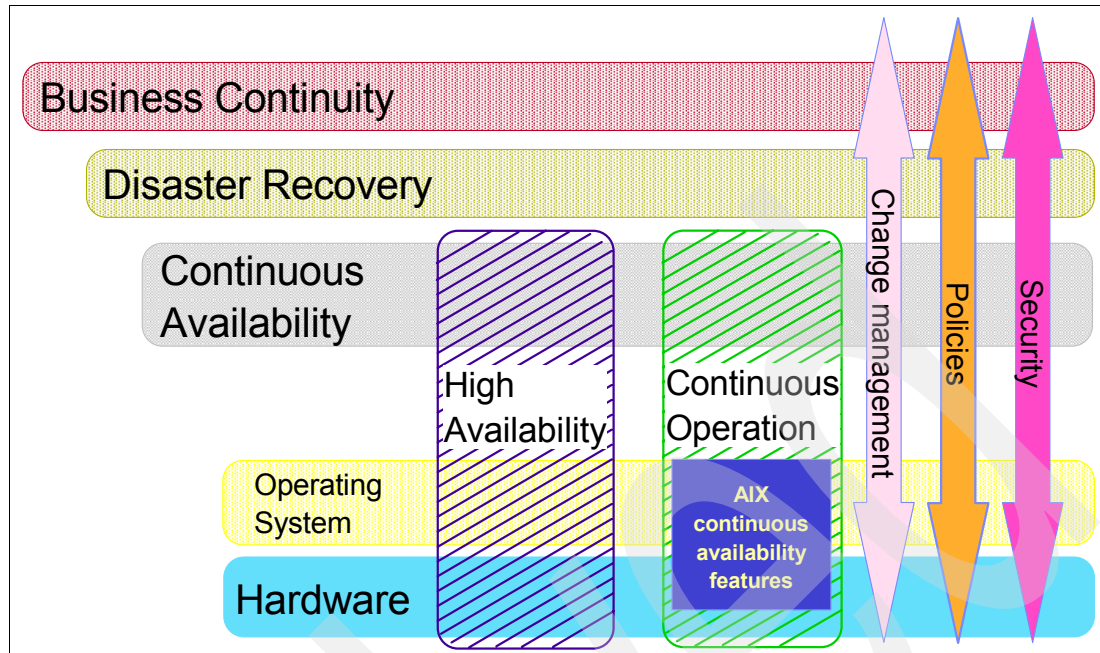 Business Continuity
Disaster Recovery
Continuous
Availability
High
Availability
Continuous
Operation
Operating
System
AIX
continuous
availability
features
Hardware
Change management
Policies
Security